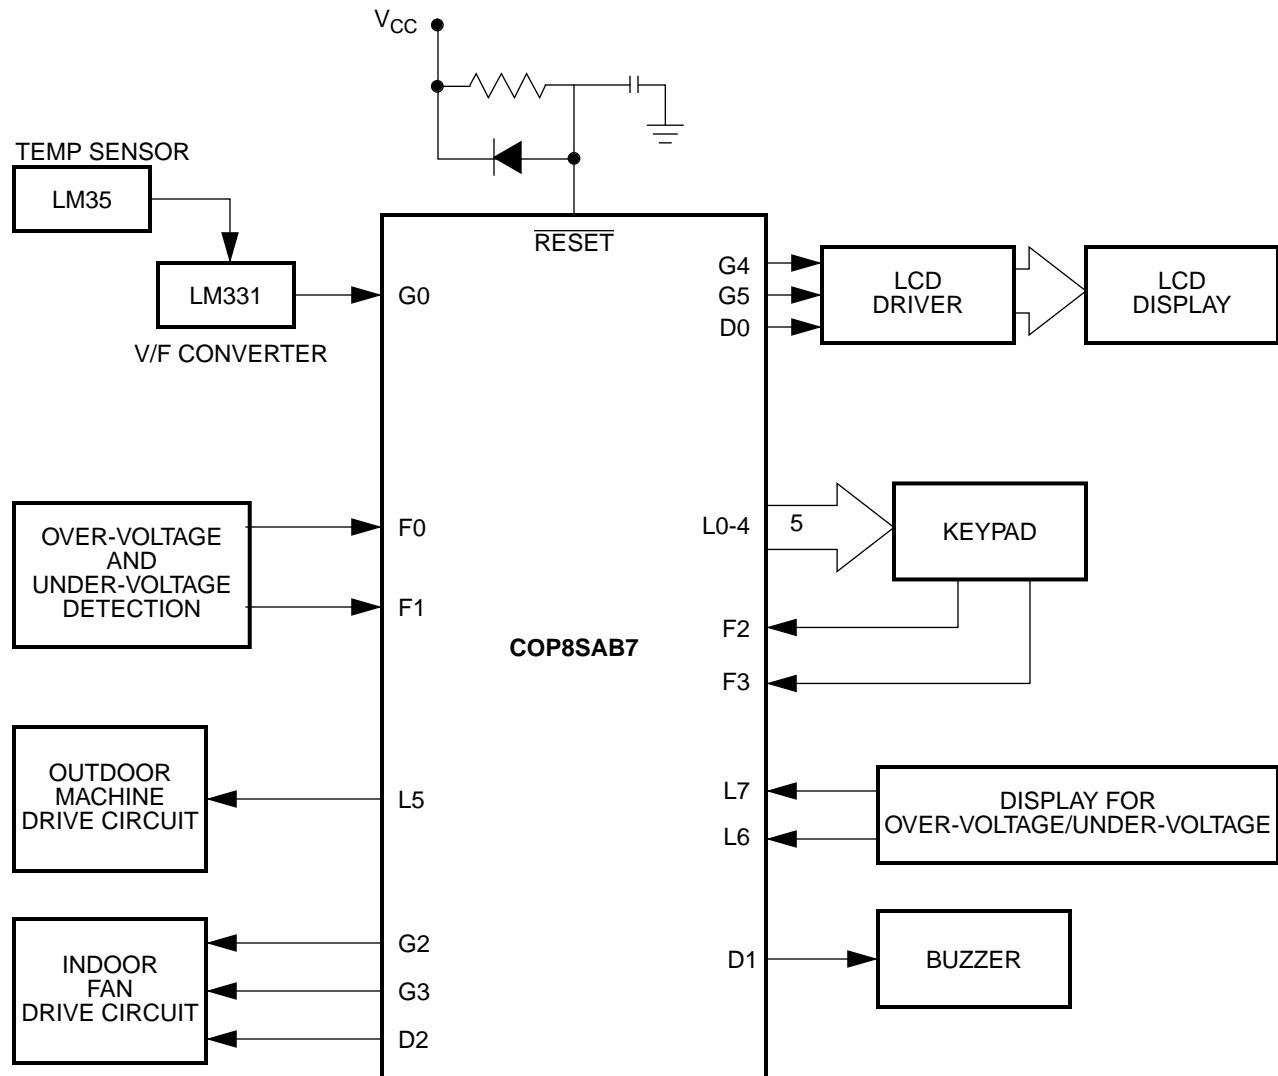 VCC
TEMP SENSOR
LM35
RESET
LM331
V/F CONVERTER
G0
G4
G5
D0
LCD
DRIVER
LCD
DISPLAY
OVER-VOLTAGE
AND
UNDER-VOLTAGE
DETECTION
F0
F1
L0-4
5
KEYPAD
F2
F3
COP8SAB7
OUTDOOR
MACHINE
DRIVE CIRCUIT
L5
L7
L6
DISPLAY FOR
OVER-VOLTAGE/UNDER-VOLTAGE
INDOOR
FAN
DRIVE CIRCUIT
G2
G3
D2
D1
BUZZER